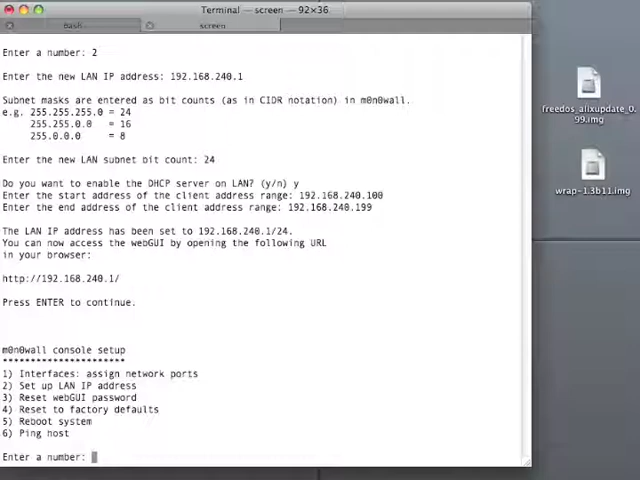 Terminal — screen — 92×36
bash
screen
Enter a number: 2
Enter the new LAN IP address: 192.168.240.1
Subnet masks are entered as bit counts (as in CIDR notation) in m0n0wall.
e.g. 255.255.255.0 = 24
255.255.0.0 = 16
255.0.0.0 = 8
Enter the new LAN subnet bit count: 24
Do you want to enable the DHCP server on LAN? (y/n) y
Enter the start address of the client address range: 192.168.240.100
Enter the end address of the client address range: 192.168.240.199
The LAN IP address has been set to 192.168.240.1/24.
You can now access the webGUI by opening the following URL
in your browser:
http://192.168.240.1/
Press ENTER to continue.
m0n0wall console setup
**********************
1) Interfaces: assign network ports
2) Set up LAN IP address
3) Reset webGUI password
4) Reset to factory defaults
5) Reboot system
6) Ping host
Enter a number:
freedos_alixupdate_0.
99.img
wrap-1.3b11.img